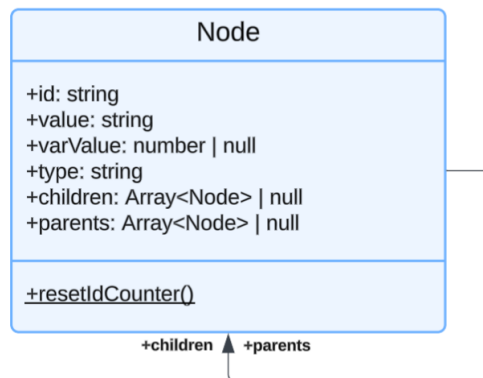 Node
+id: string
+value: string
+varValue: number | null
+type: string
+children: Array<Node> | null
+parents: Array<Node> | null
+resetIdCounter()
+children +parents